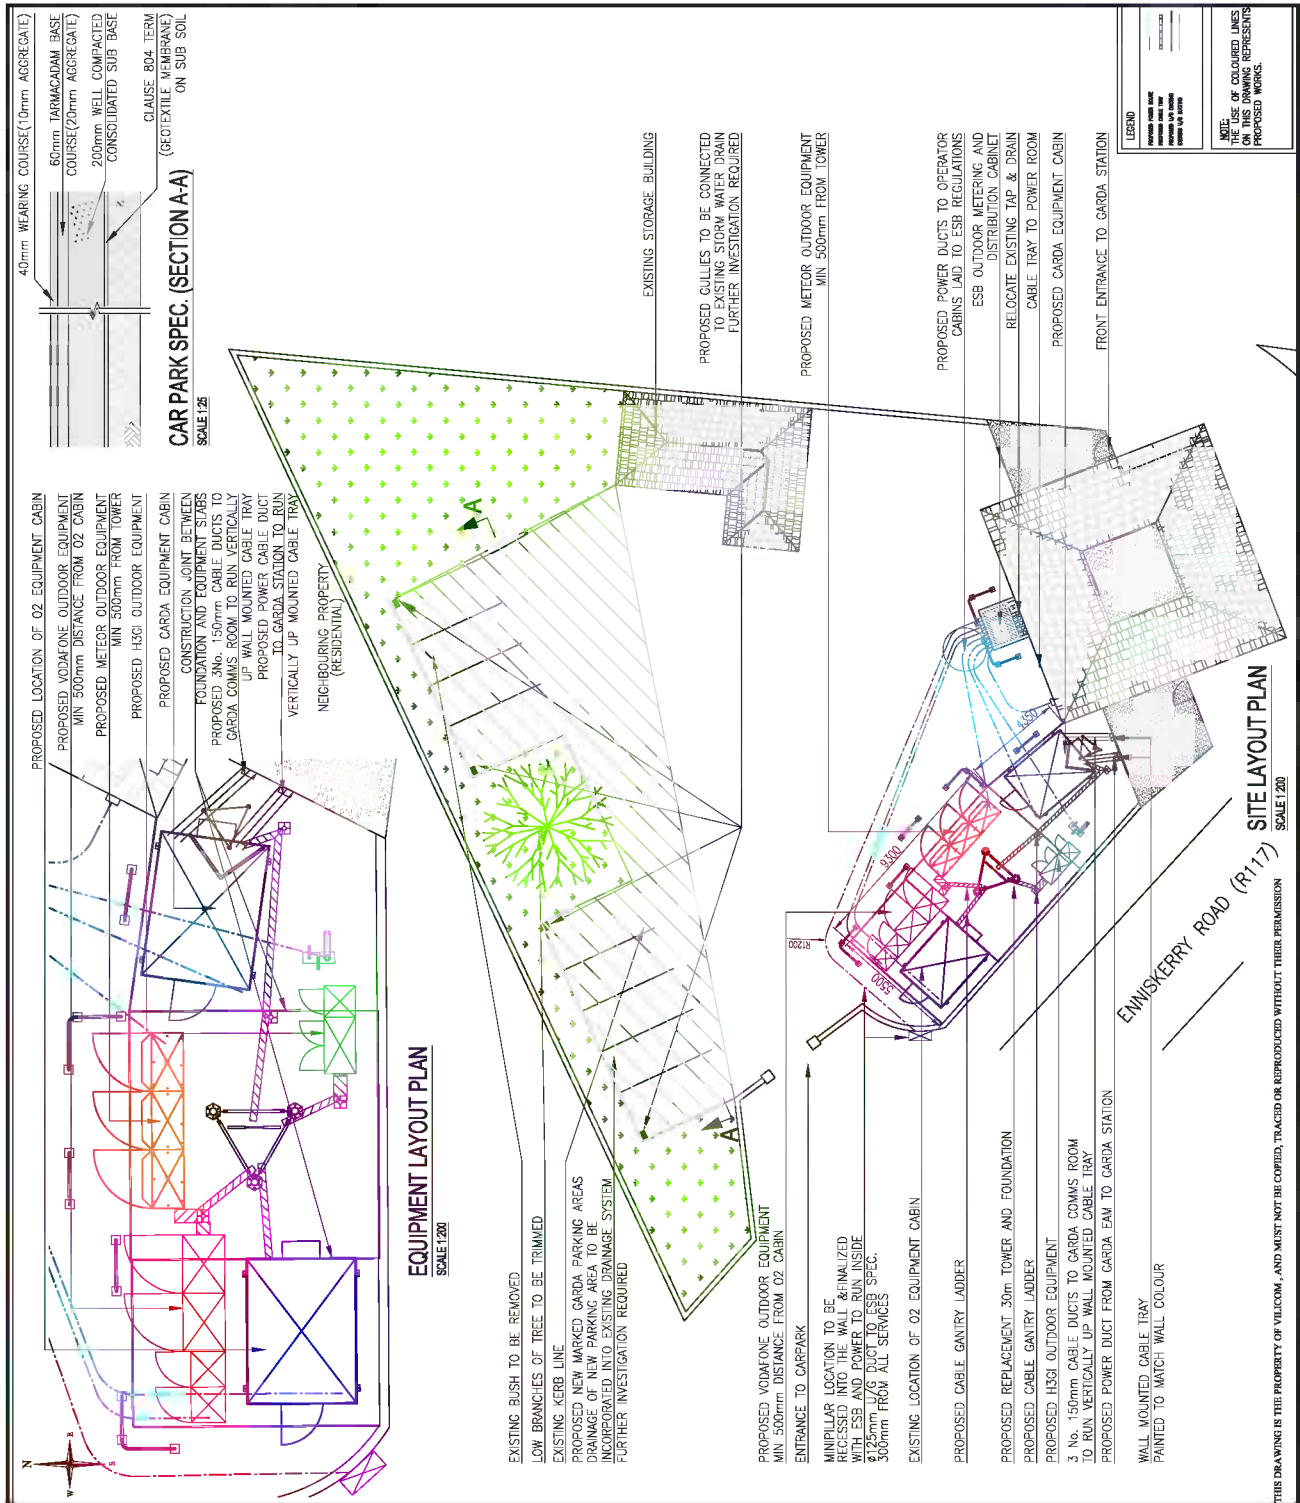 40mm WEARING COURSE(10mm AGGREGATE)
60mm TARMACADAM BASE
COURSE(20mm AGGREGATE)
200mm WELL COMPACTED
CONSOLIDATED SUB BASE
CLAUSE 804 TERM
(GEOTEXTILE MEMBRANE)
ON SUB SOIL
CAR PARK SPEC. (SECTION A-A)
SCALE 1:25
PROPOSED LOCATION OF O2 EQUIPMENT CABIN
PROPOSED VODAFONE OUTDOOR EQUIPMENT
MIN 500mm DISTANCE FROM O2 CABIN
PROPOSED METEOR OUTDOOR EQUIPMENT
MIN 500mm FROM TOWER
PROPOSED H3GI OUTDOOR EQUIPMENT
PROPOSED CARDA EQUIPMENT CABIN
CONSTRUCTION JOINT BETWEEN
FOUNDATION AND EQUIPMENT SLABS
PROPOSED 3No. 150mm CABLE DUCTS TO
GARDA COMMS ROOM TO RUN VERTICALLY
UP WALL MOUNTED CABLE TRAY
PROPOSED POWER CABLE DUCT
TO GARDA STATION TO RUN
VERTICALLY UP MOUNTED CABLE TRAY
NEIGHBOURING PROPERTY
(RESIDENTIAL)
N
E
S
W
EQUIPMENT LAYOUT PLAN
SCALE 1:200
A
A
EXISTING STORAGE BUILDING
PROPOSED GULLIES TO BE CONNECTED
TO EXISTING STORM WATER DRAIN
FURTHER INVESTIGATION REQUIRED
PROPOSED METEOR OUTDOOR EQUIPMENT
MIN 500mm FROM TOWER
PROPOSED POWER DUCTS TO OPERATOR
CABINS LAID TO ESB REGULATIONS
ESB OUTDOOR METERING AND
DISTRIBUTION CABINET
RELOCATE EXISTING TAP & DRAIN
CABLE TRAY TO POWER ROOM
PROPOSED CARDA EQUIPMENT CABIN
FRONT ENTRANCE TO GARDA STATION
EXISTING BUSH TO BE REMOVED
LOW BRANCHES OF TREE TO BE TRIMMED
EXISTING KERB LINE
PROPOSED NEW MARKED GARDA PARKING AREAS
DRAINAGE OF NEW PARKING AREA TO BE
INCORPORATED INTO EXISTING DRAINAGE SYSTEM
FURTHER INVESTIGATION REQUIRED
PROPOSED VODAFONE OUTDOOR EQUIPMENT
MIN 500mm DISTANCE FROM O2 CABIN
ENTRANCE TO CARPARK
MINIPILLAR LOCATION TO BE
RECESSED INTO THE WALL &FINALIZED
WITH ESB AND POWER TO RUN INSIDE
ø125mm U/G DUCT TO ESB SPEC.
300mm FROM ALL SERVICES
EXISTING LOCATION OF O2 EQUIPMENT CABIN
PROPOSED CABLE GANTRY LADDER
PROPOSED REPLACEMENT 30m TOWER AND FOUNDATION
PROPOSED CABLE GANTRY LADDER
PROPOSED H3GI OUTDOOR EQUIPMENT
3 No. 150mm CABLE DUCTS TO GARDA COMMS ROOM
TO RUN VERTICALLY UP WALL MOUNTED CABLE TRAY
PROPOSED POWER DUCT FROM GARDA EAM TO GARDA STATION
WALL MOUNTED CABLE TRAY
PAINTED TO MATCH WALL COLOUR
R1200
9300
5500
4350
ENNISKERRY ROAD (R117)
SITE LAYOUT PLAN
SCALE 1:200
LEGEND
NOTE:
THE USE OF COLOURED LINES
ON THIS DRAWING REPRESENTS
PROPOSED WORKS.
THIS DRAWING IS THE PROPERTY OF VILICOM, AND MUST NOT BE COPIED, TRACED OR REPRODUCED WITHOUT THEIR PERMISSION